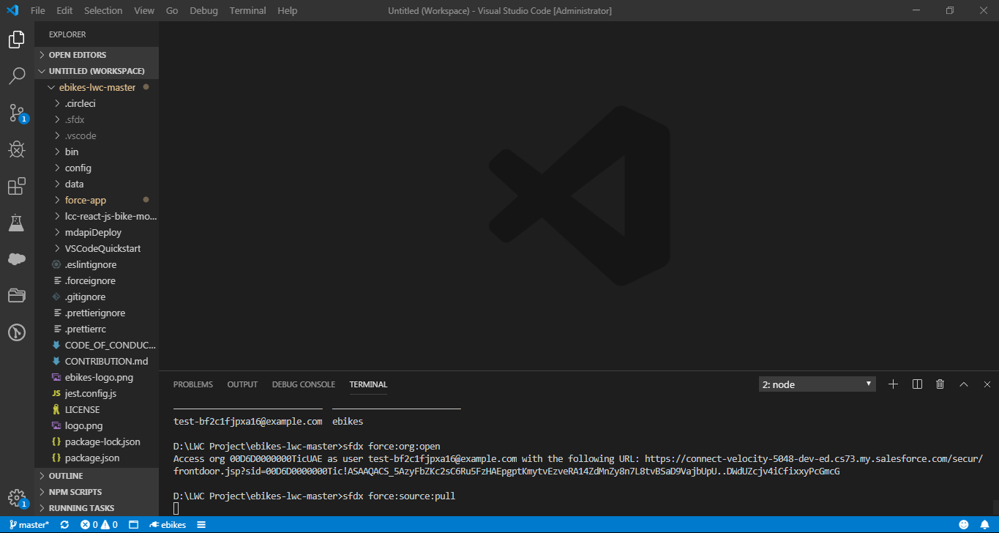 File Edit Selection View Go Debug Terminal Help
Untitled (Workspace) - Visual Studio Code [Administrator]
EXPLORER
OPEN EDITORS
UNTITLED (WORKSPACE)
ebikes-lwc-master
.circleci
.sfdx
.vscode
bin
config
data
force-app
lcc-react-js-bike-mo...
mdapiDeploy
VSCodeQuickstart
.eslintignore
.forceignore
.gitignore
.prettierignore
.prettierrc
CODE_OF_CONDUC...
CONTRIBUTION.md
ebikes-logo.png
JS jest.config.js
LICENSE
logo.png
{} package-lock.json
{} package.json
OUTLINE
NPM SCRIPTS
RUNNING TASKS
1
1
PROBLEMS OUTPUT DEBUG CONSOLE TERMINAL
2: node
test-bf2c1fjpxa16@example.com ebikes
D:\LWC Project\ebikes-lwc-master>sfdx force:org:open
Access org 00D6D0000000TicUAE as user test-bf2c1fjpxa16@example.com with the following URL: https://connect-velocity-5048-dev-ed.cs73.my.salesforce.com/secur/
frontdoor.jsp?sid=00D6D0000000Tic!ASAAQACS_5AzyFbZKc2sC6Ru5FzHAEpgptKmytvEzveRA14ZdMnZy8n7L8tvBSaD9VajbUpU..DWdUZcjv4iCfixxyPcGmcG
D:\LWC Project\ebikes-lwc-master>sfdx force:source:pull
master* 0 0 ebikes